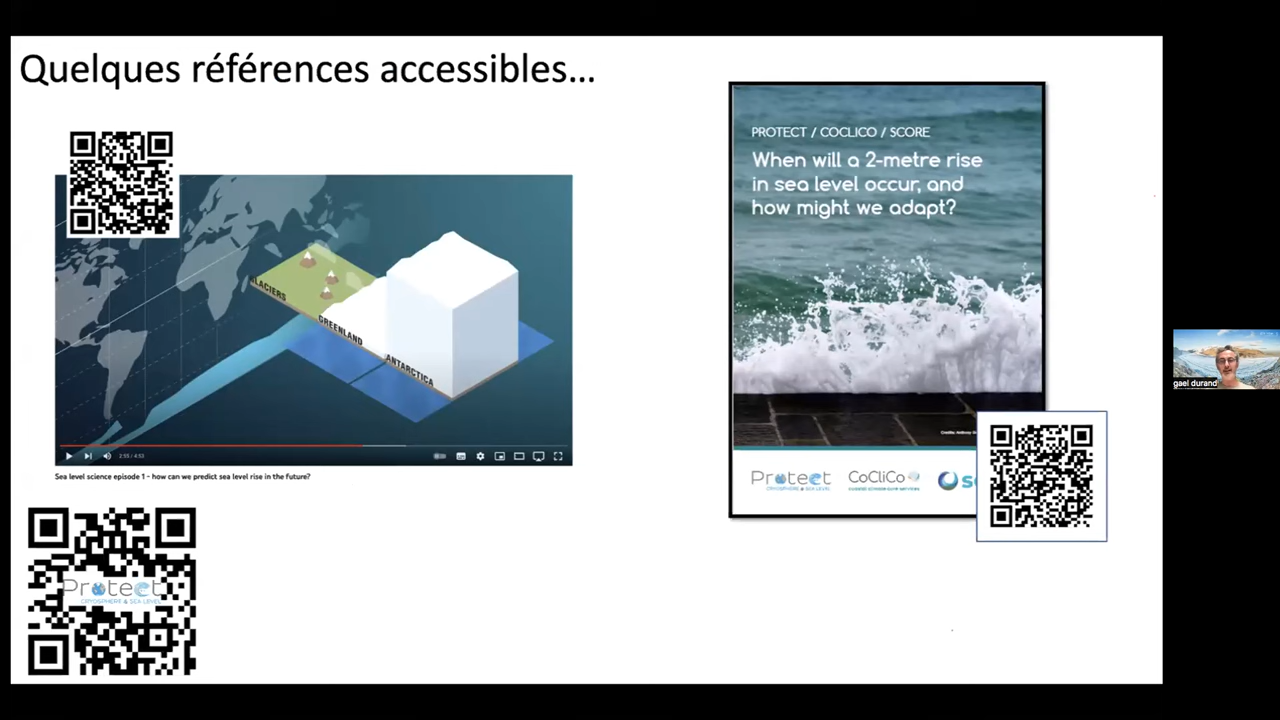 Quelques références accessibles...
GLACIERS
GREENLAND
ANTARCTICA
2:55 / 4:53
Sea level science episode 1 - how can we predict sea level rise in the future?
Protect
CRYOSPHERE & SEA LEVEL
PROTECT / COCLICO / SCORE
When will a 2-metre rise
in sea level occur, and
how might we adapt?
Protect
CRYOSPHERE & SEA LEVEL
CoCliCo
gael durand